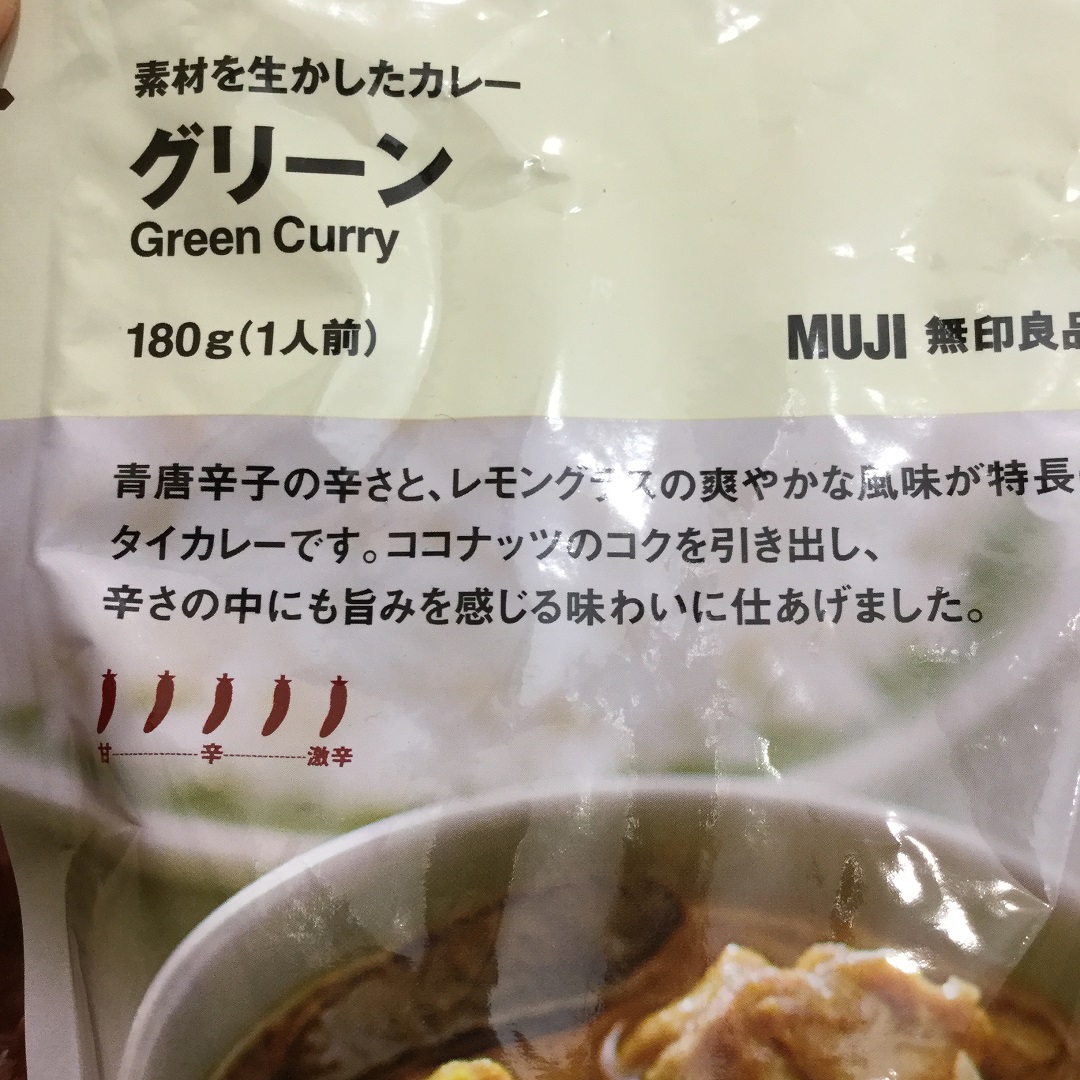 素材を生かしたカレー
グリーン
Green Curry
180g(1人前)
MUJI 無印良品
青唐辛子の辛さと、レモングラスの爽やかな風味が特長
タイカレーです。ココナッツのコクを引き出し、
辛さの中にも旨みを感じる味わいに仕あげました。
甘 辛 激辛